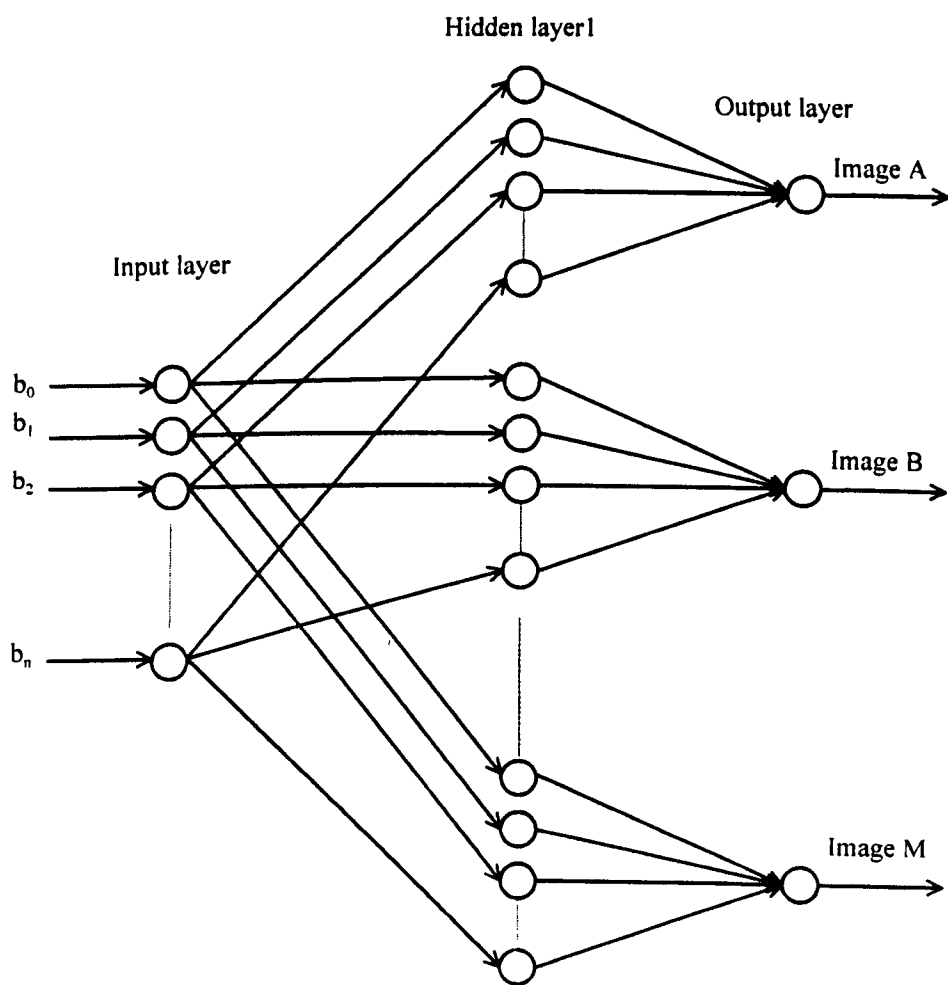 Hidden layer1
Output layer
Image A
Input layer
b₀
b₁
b₂
Image B
bₙ
Image M